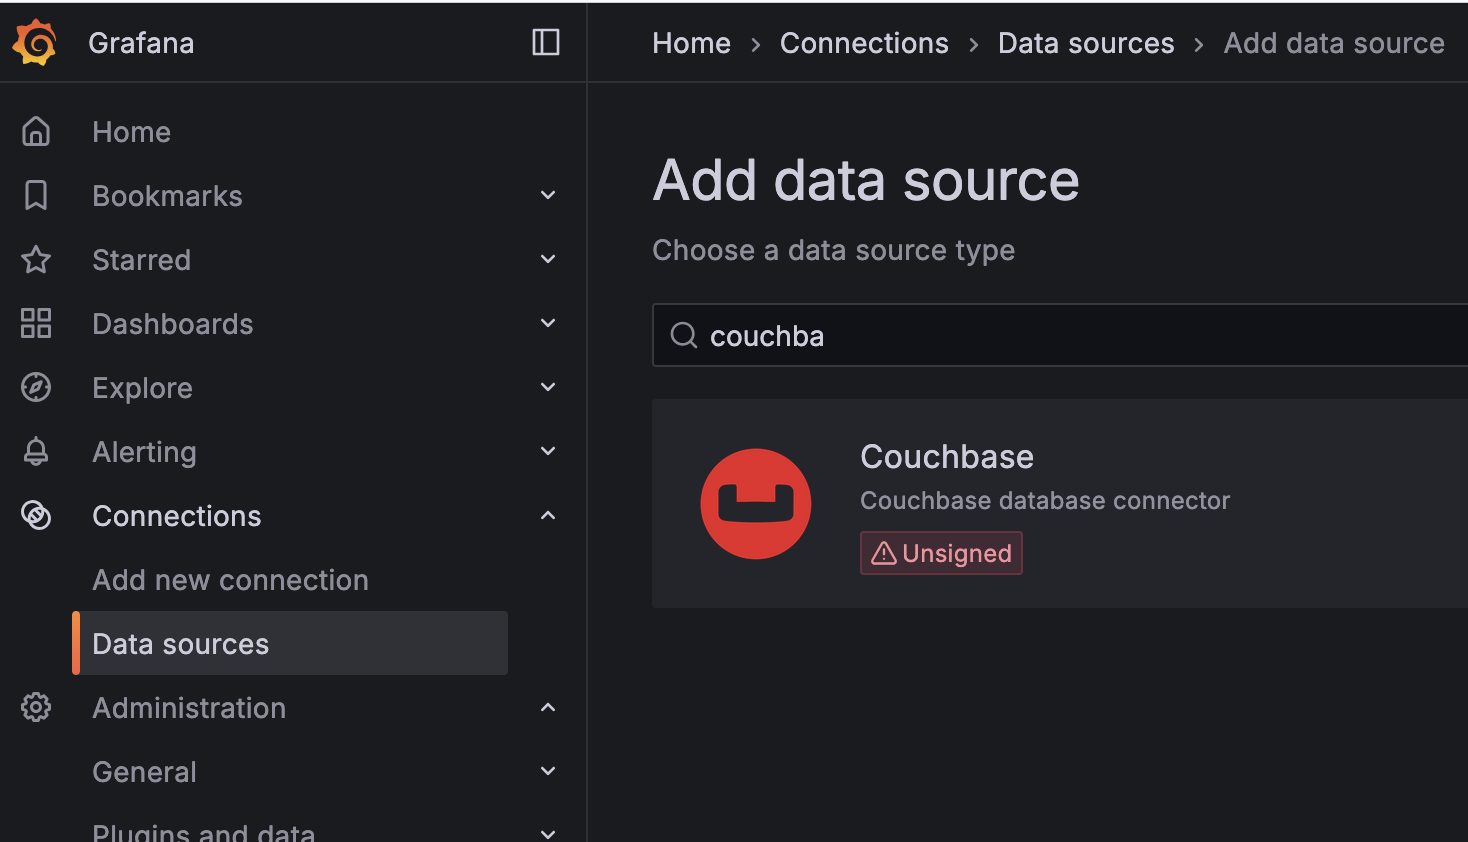 Grafana
Home
Bookmarks
Starred
Dashboards
Explore
Alerting
Connections
Add new connection
Data sources
Administration
General
Plugins and data
Home › Connections › Data sources › Add data source
Add data source
Choose a data source type
couchba
Couchbase
Couchbase database connector
Unsigned